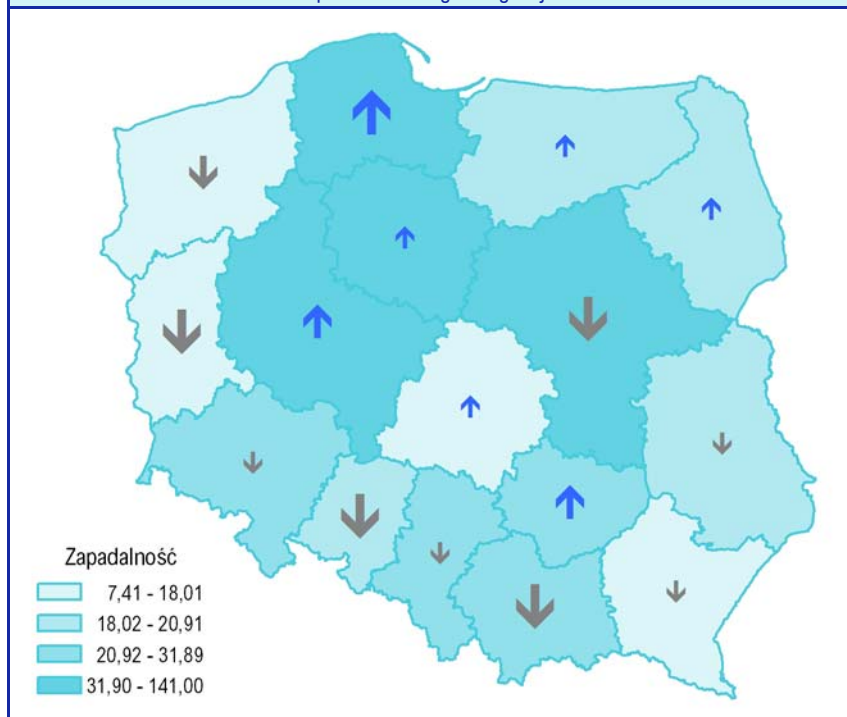 Zapadalność
7,41 - 18,01
18,02 - 20,91
20,92 - 31,89
31,90 - 141,00